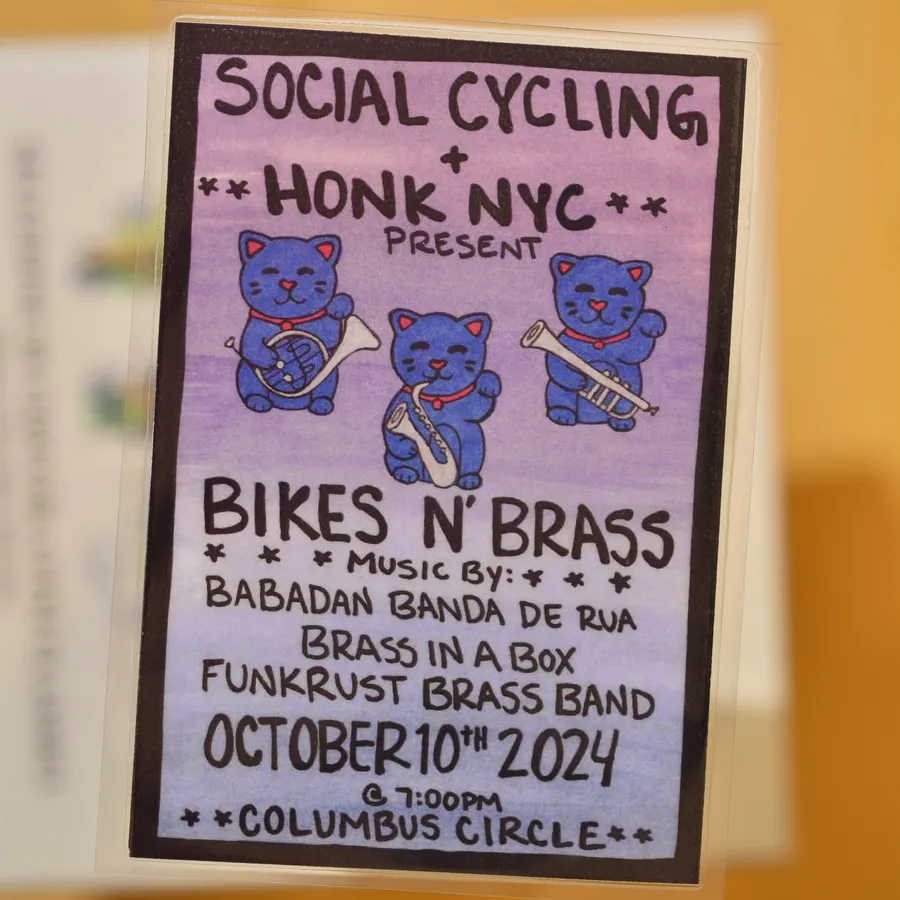 SOCIAL CYCLING
+
** HONK NYC **
PRESENT
BIKES N' BRASS
* * * MUSIC BY: * * *
BABADAN BANDA DE RUA
BRASS IN A BOX
FUNKRUST BRASS BAND
OCTOBER 10TH 2024
@ 7:00PM
** COLUMBUS CIRCLE **